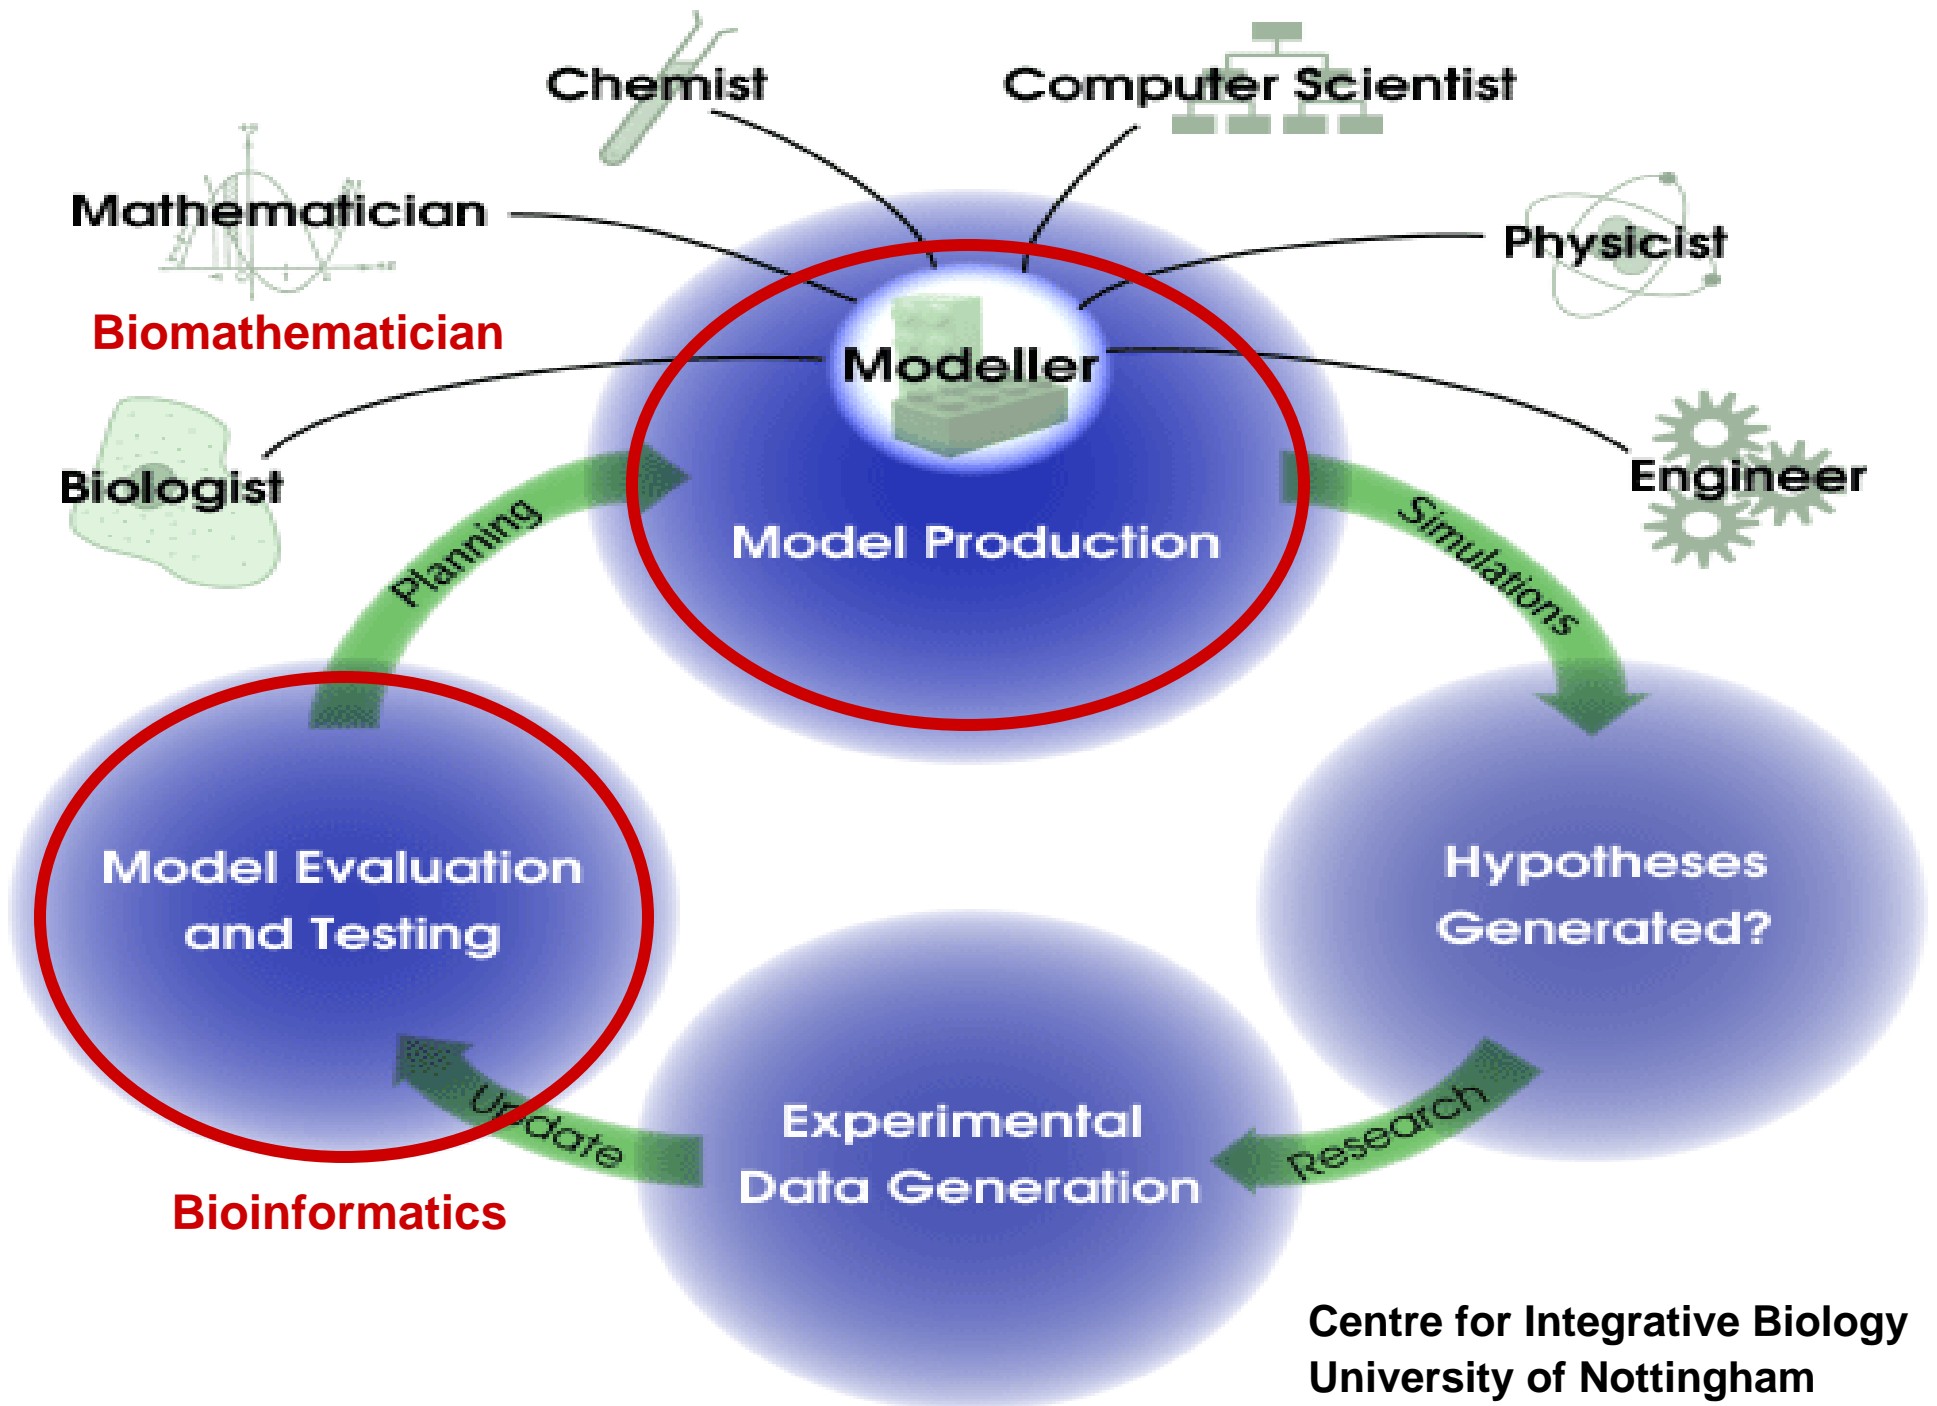 Chemist
Computer Scientist
Mathematician
Physicist
Biomathematician
Modeller
Biologist
Engineer
Planning
Model Production
Simulations
Model Evaluation
and Testing
Hypotheses
Generated?
Update
Experimental
Data Generation
Research
Bioinformatics
Centre for Integrative Biology
University of Nottingham